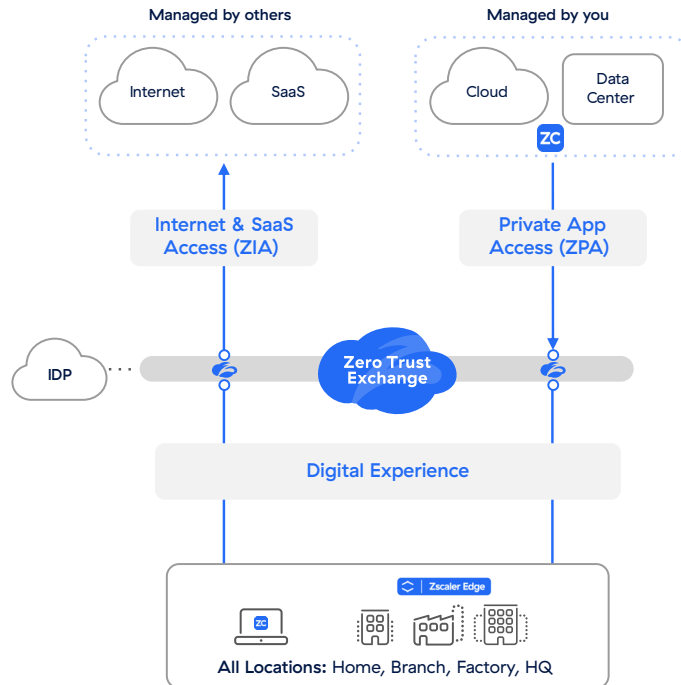 Managed by others
Managed by you
Internet
SaaS
Cloud
Data
Center
ZC
Internet & SaaS
Access (ZIA)
Private App
Access (ZPA)
IDP
Zero Trust
Exchange
Digital Experience
Zscaler Edge
ZC
All Locations: Home, Branch, Factory, HQ